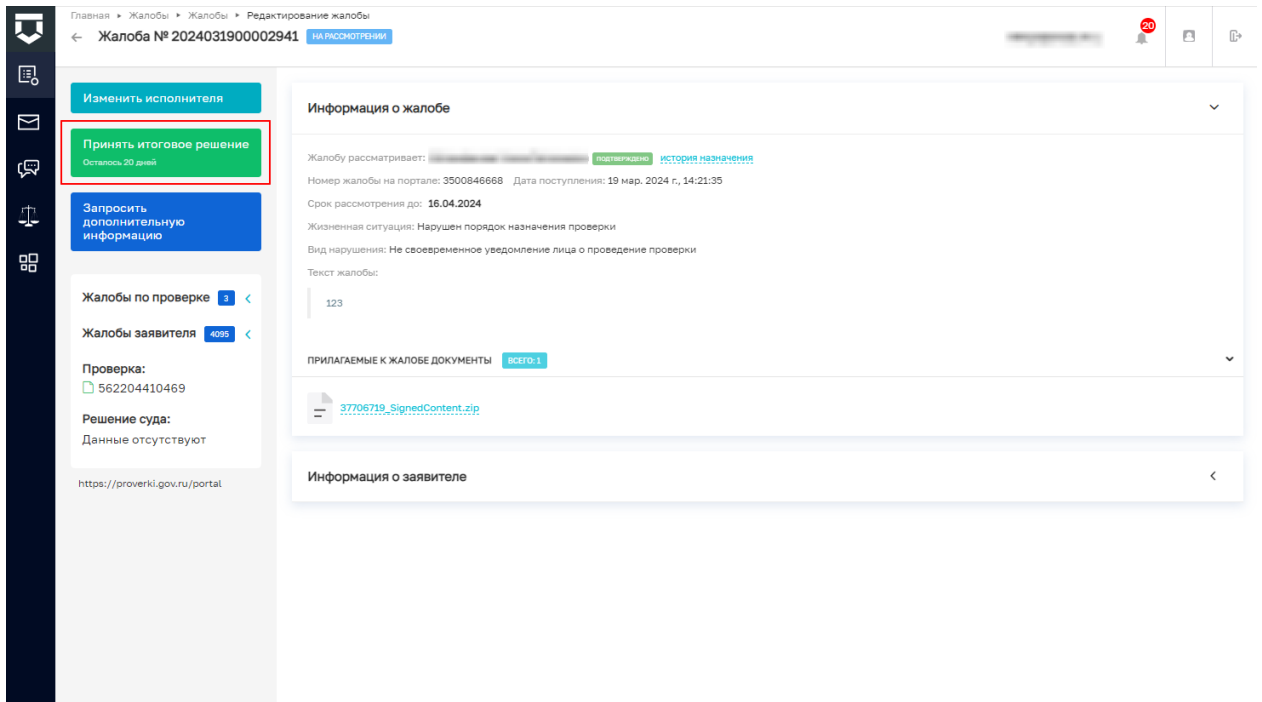 Главная ▸ Жалобы ▸ Жалобы ▸ Редактирование жалобы
← Жалоба № 2024031900002941 НА РАССМОТРЕНИИ
20
Изменить исполнителя
Принять итоговое решение
Осталось 20 дней
Запросить
дополнительную
информацию
Жалобы по проверке 3
Жалобы заявителя 4095
Проверка:
562204410469
Решение суда:
Данные отсутствуют
https://proverki.gov.ru/portal
Информация о жалобе
Жалобу рассматривает: ПОДТВЕРЖДЕНО история назначения
Номер жалобы на портале: 3500846668 Дата поступления: 19 мар. 2024 г., 14:21:35
Срок рассмотрения до: 16.04.2024
Жизненная ситуация: Нарушен порядок назначения проверки
Вид нарушения: Не своевременное уведомление лица о проведение проверки
Текст жалобы:
123
ПРИЛАГАЕМЫЕ К ЖАЛОБЕ ДОКУМЕНТЫ ВСЕГО: 1
37706719_SignedContent.zip
Информация о заявителе